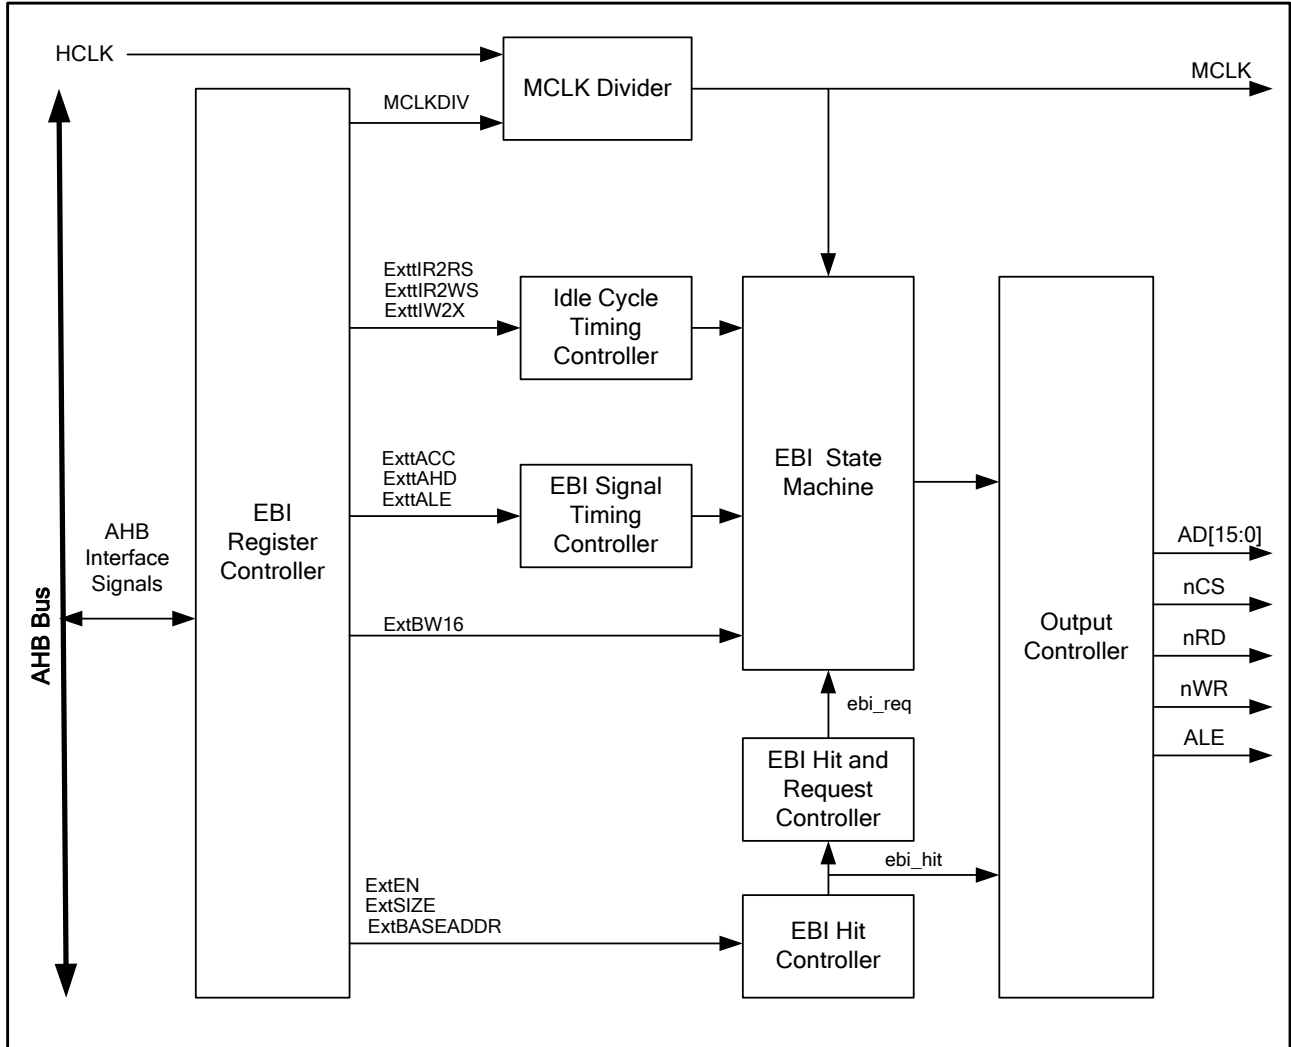 HCLK
MCLK Divider
MCLK
MCLKDIV
ExttIR2RS
ExttIR2WS
ExttIW2X
Idle Cycle
Timing
Controller
ExttACC
ExttAHD
ExttALE
EBI Signal
Timing
Controller
EBI State
Machine
EBI
Register
Controller
AHB
Interface
Signals
AHB Bus
ExtBW16
ebi_req
EBI Hit and
Request
Controller
ebi_hit
ExtEN
ExtSIZE
ExtBASEADDR
EBI Hit
Controller
Output
Controller
AD[15:0]
nCS
nRD
nWR
ALE